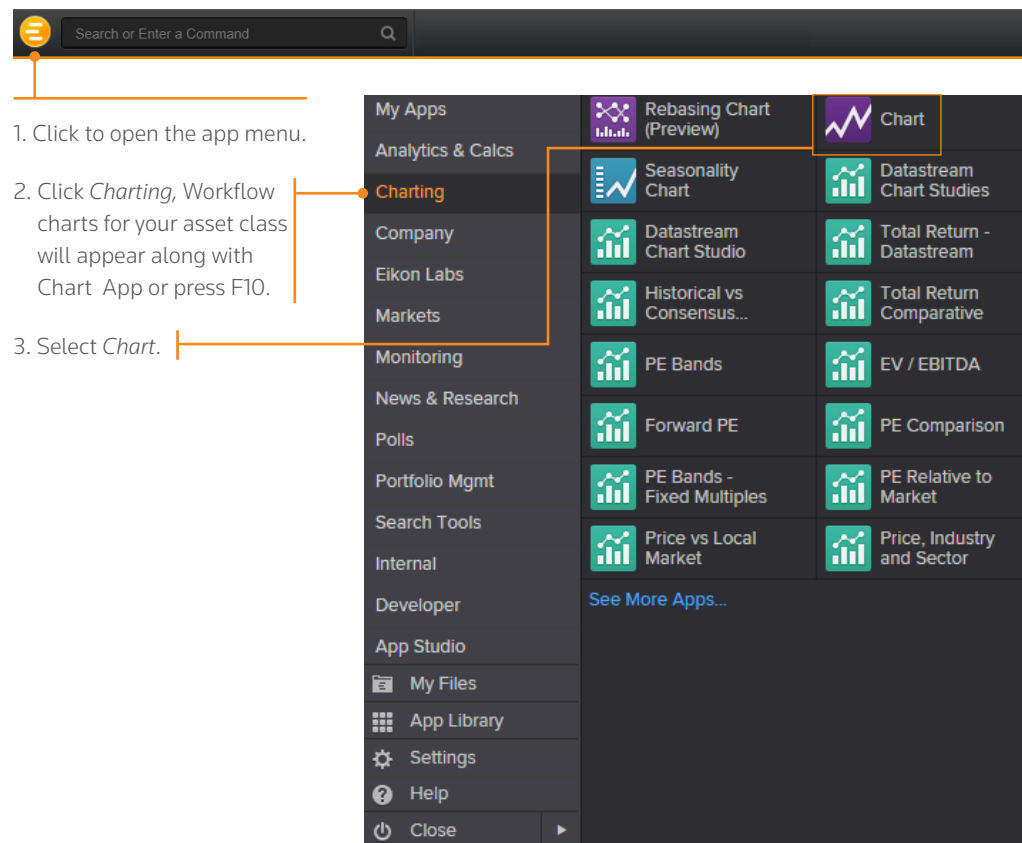 Search or Enter a Command
1. Click to open the app menu.
2. Click Charting, Workflow
charts for your asset class
will appear along with
Chart App or press F10.
3. Select Chart.
My Apps
Analytics & Calcs
Charting
Company
Eikon Labs
Markets
Monitoring
News & Research
Polls
Portfolio Mgmt
Search Tools
Internal
Developer
App Studio
My Files
App Library
Settings
Help
Close
Rebasing Chart
(Preview)
Chart
Seasonality
Chart
Datastream
Chart Studies
Datastream
Chart Studio
Total Return -
Datastream
Historical vs
Consensus...
Total Return
Comparative
PE Bands
EV / EBITDA
Forward PE
PE Comparison
PE Bands -
Fixed Multiples
PE Relative to
Market
Price vs Local
Market
Price, Industry
and Sector
See More Apps...